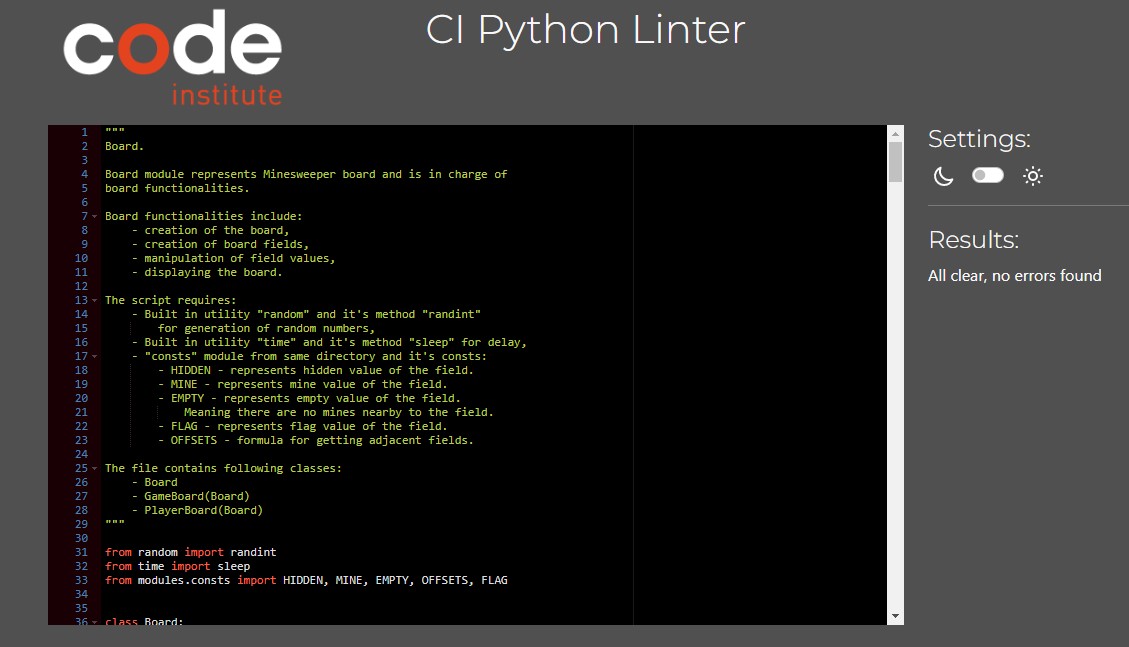 code
institute
CI Python Linter
1 """
2 Board.
3
4 Board module represents Minesweeper board and is in charge of
5 board functionalities.
6
7 Board functionalities include:
8 - creation of the board,
9 - creation of board fields,
10 - manipulation of field values,
11 - displaying the board.
12
13 The script requires:
14 - Built in utility "random" and it's method "randint"
15 for generation of random numbers,
16 - Built in utility "time" and it's method "sleep" for delay,
17 - "consts" module from same directory and it's consts:
18 - HIDDEN - represents hidden value of the field.
19 - MINE - represents mine value of the field.
20 - EMPTY - represents empty value of the field.
21 Meaning there are no mines nearby to the field.
22 - FLAG - represents flag value of the field.
23 - OFFSETS - formula for getting adjacent fields.
24
25 The file contains following classes:
26 - Board
27 - GameBoard(Board)
28 - PlayerBoard(Board)
29 """
30
31 from random import randint
32 from time import sleep
33 from modules.consts import HIDDEN, MINE, EMPTY, OFFSETS, FLAG
34
35
36 class Board:
Settings:
Results:
All clear, no errors found